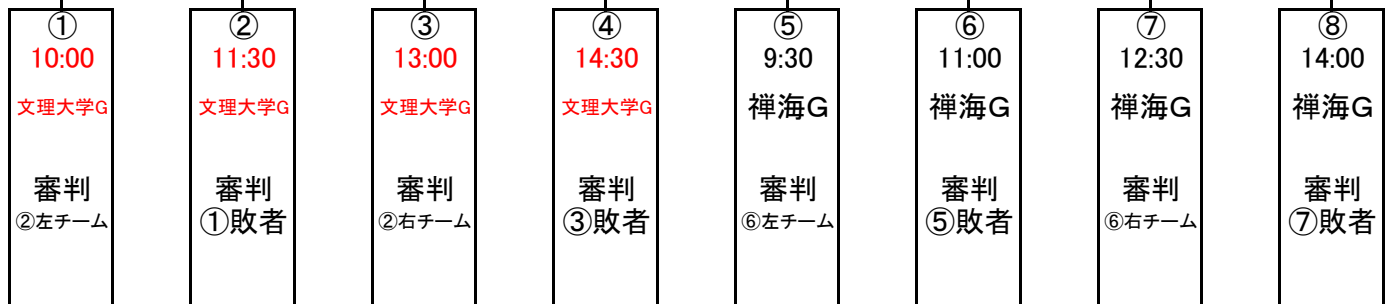 ①
10:00
文理大学G
審判
②左チーム
②
11:30
文理大学G
審判
①敗者
③
13:00
文理大学G
審判
②右チーム
④
14:30
文理大学G
審判
③敗者
⑤
9:30
禅海G
審判
⑥左チーム
⑥
11:00
禅海G
審判
⑤敗者
⑦
12:30
禅海G
審判
⑥右チーム
⑧
14:00
禅海G
審判
⑦敗者